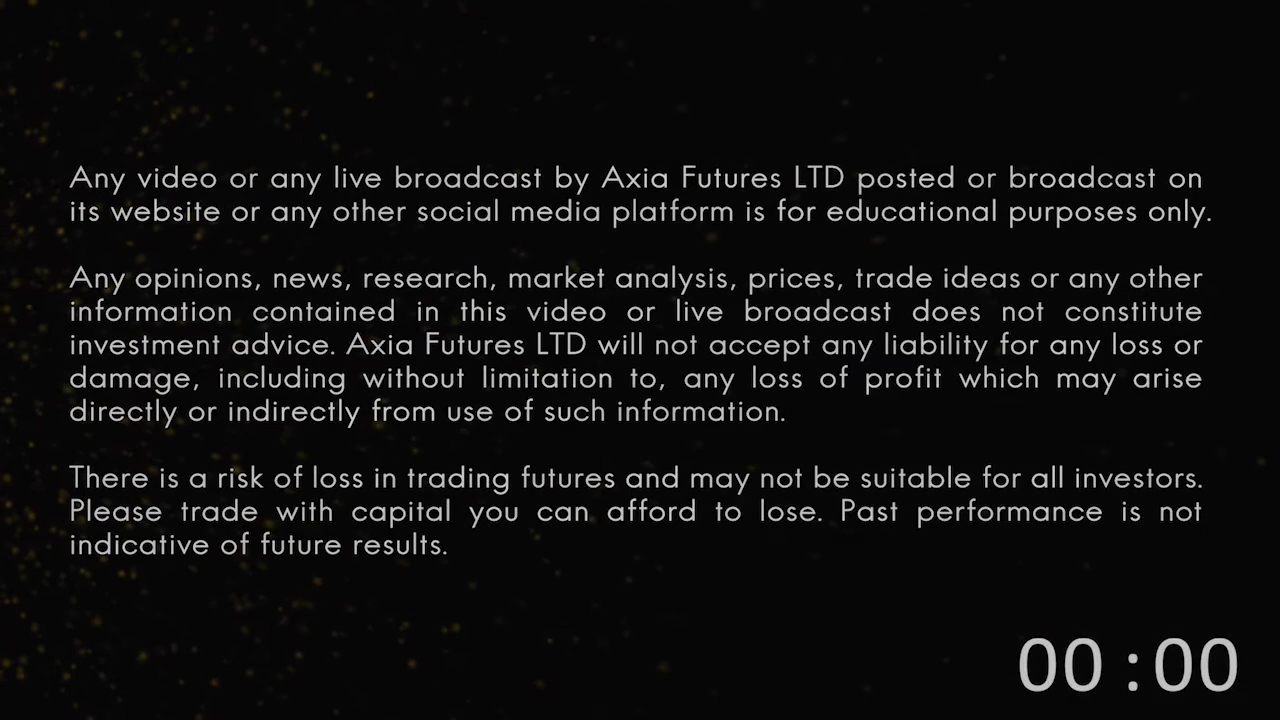 Any video or any live broadcast by Axia Futures LTD posted or broadcast on
its website or any other social media platform is for educational purposes only.
Any opinions, news, research, market analysis, prices, trade ideas or any other
information contained in this video or live broadcast does not constitute
investment advice. Axia Futures LTD will not accept any liability for any loss or
damage, including without limitation to, any loss of profit which may arise
directly or indirectly from use of such information.
There is a risk of loss in trading futures and may not be suitable for all investors.
Please trade with capital you can afford to lose. Past performance is not
indicative of future results.
00 : 00